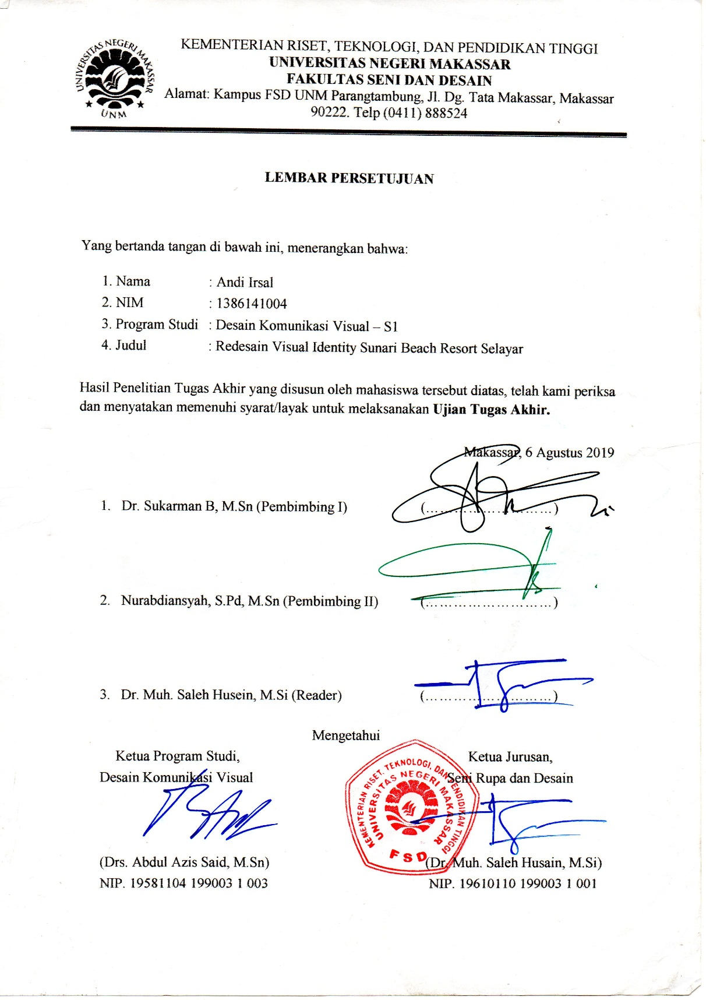 UNIVERSITAS NEGERI MAKASSAR
UNM
KEMENTERIAN RISET, TEKNOLOGI, DAN PENDIDIKAN TINGGI
UNIVERSITAS NEGERI MAKASSAR
FAKULTAS SENI DAN DESAIN
Alamat: Kampus FSD UNM Parangtambung, Jl. Dg. Tata Makassar, Makassar
90222. Telp (0411) 888524
LEMBAR PERSETUJUAN
Yang bertanda tangan di bawah ini, menerangkan bahwa:
1. Nama : Andi Irsal
2. NIM : 1386141004
3. Program Studi : Desain Komunikasi Visual – S1
4. Judul : Redesain Visual Identity Sunari Beach Resort Selayar
Hasil Penelitian Tugas Akhir yang disusun oleh mahasiswa tersebut diatas, telah kami periksa
dan menyatakan memenuhi syarat/layak untuk melaksanakan Ujian Tugas Akhir.
Makassar, 6 Agustus 2019
1. Dr. Sukarman B, M.Sn (Pembimbing I) (...........................)
2. Nurabdiansyah, S.Pd, M.Sn (Pembimbing II) (...........................)
3. Dr. Muh. Saleh Husein, M.Si (Reader) (...........................)
Mengetahui
Ketua Program Studi, Ketua Jurusan,
Desain Komunikasi Visual Seni Rupa dan Desain
KEMENTERIAN RISET, TEKNOLOGI, DAN PENDIDIKAN TINGGI
UNIVERSITAS NEGERI MAKASSAR
FSD
(Drs. Abdul Azis Said, M.Sn) (Dr. Muh. Saleh Husain, M.Si)
NIP. 19581104 199003 1 003 NIP. 19610110 199003 1 001